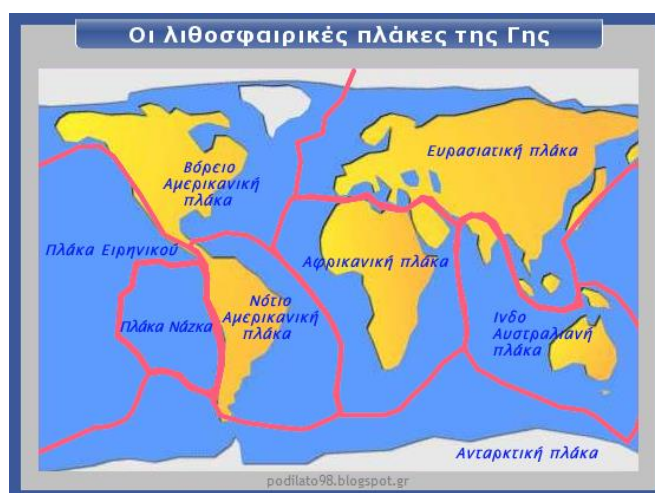 Οι λιθοσφαιρικές πλάκες της Γης
Βόρειο
Αμερικανική
πλάκα
Ευρασιατική πλάκα
Πλάκα Ειρηνικού
Αφρικανική πλάκα
Νότιο
Αμερικανική
πλάκα
Πλάκα Νάζκα
Ινδο
Αυστραλιανή
πλάκα
Ανταρκτική πλάκα
podilato98.blogspot.gr